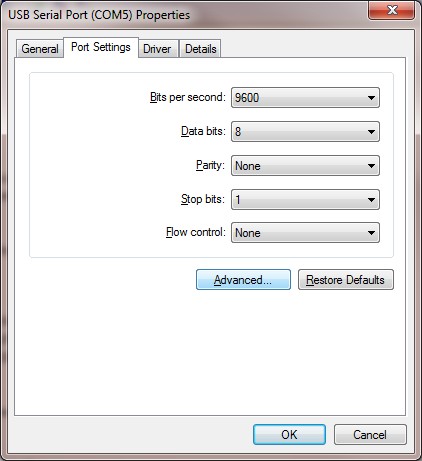 USB Serial Port (COM5) Properties
General Port Settings Driver Details
Bits per second: 9600
Data bits: 8
Parity: None
Stop bits: 1
Flow control: None
Advanced... Restore Defaults
OK Cancel